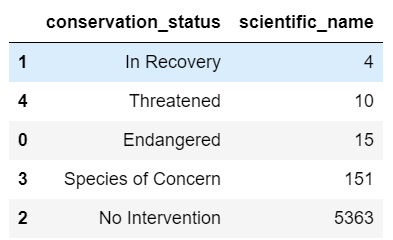 conservation_status scientific_name
1 In Recovery 4
4 Threatened 10
0 Endangered 15
3 Species of Concern 151
2 No Intervention 5363